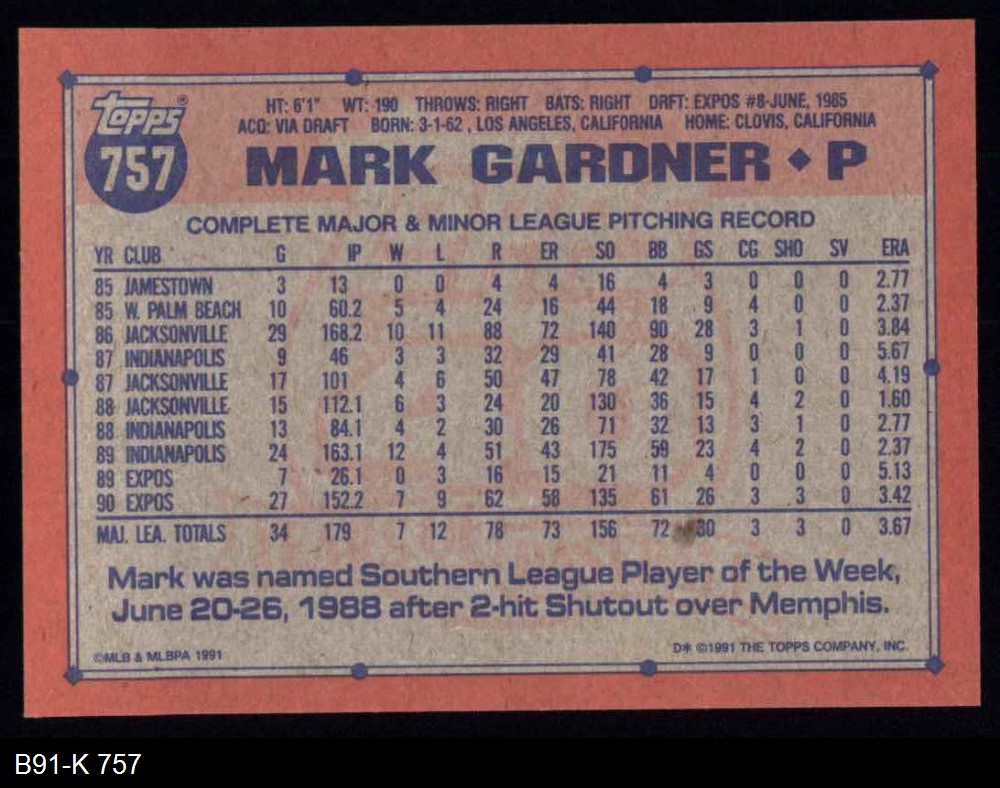 Topps®
757
HT: 6'1" WT: 190 THROWS: RIGHT BATS: RIGHT DRFT: EXPOS #8-JUNE, 1985
ACQ: VIA DRAFT BORN: 3-1-62, LOS ANGELES, CALIFORNIA HOME: CLOVIS, CALIFORNIA
MARK GARDNER ♦ P
COMPLETE MAJOR & MINOR LEAGUE PITCHING RECORD
YR CLUB G IP W L R ER SO BB GS CG SHO SV ERA
85 JAMESTOWN 3 13 0 0 4 4 16 4 3 0 0 0 2.77
85 W. PALM BEACH 10 60.2 5 4 24 16 44 18 9 4 0 0 2.37
86 JACKSONVILLE 29 168.2 10 11 88 72 140 90 28 3 1 0 3.84
87 INDIANAPOLIS 9 46 3 3 32 29 41 28 9 0 0 0 5.67
87 JACKSONVILLE 17 101 4 6 50 47 78 42 17 1 0 0 4.19
88 JACKSONVILLE 15 112.1 6 3 24 20 130 36 15 4 2 0 1.60
88 INDIANAPOLIS 13 84.1 4 2 30 26 71 32 13 3 1 0 2.77
89 INDIANAPOLIS 24 163.1 12 4 51 43 175 59 23 4 2 0 2.37
89 EXPOS 7 26.1 0 3 16 15 21 11 4 0 0 0 5.13
90 EXPOS 27 152.2 7 9 62 58 135 61 26 3 3 0 3.42
MAJ. LEA. TOTALS 34 179 7 12 78 73 156 72 30 3 3 0 3.67
Mark was named Southern League Player of the Week,
June 20-26, 1988 after 2-hit Shutout over Memphis.
©MLB & MLBPA 1991
D* ©1991 THE TOPPS COMPANY, INC.
B91-K 757